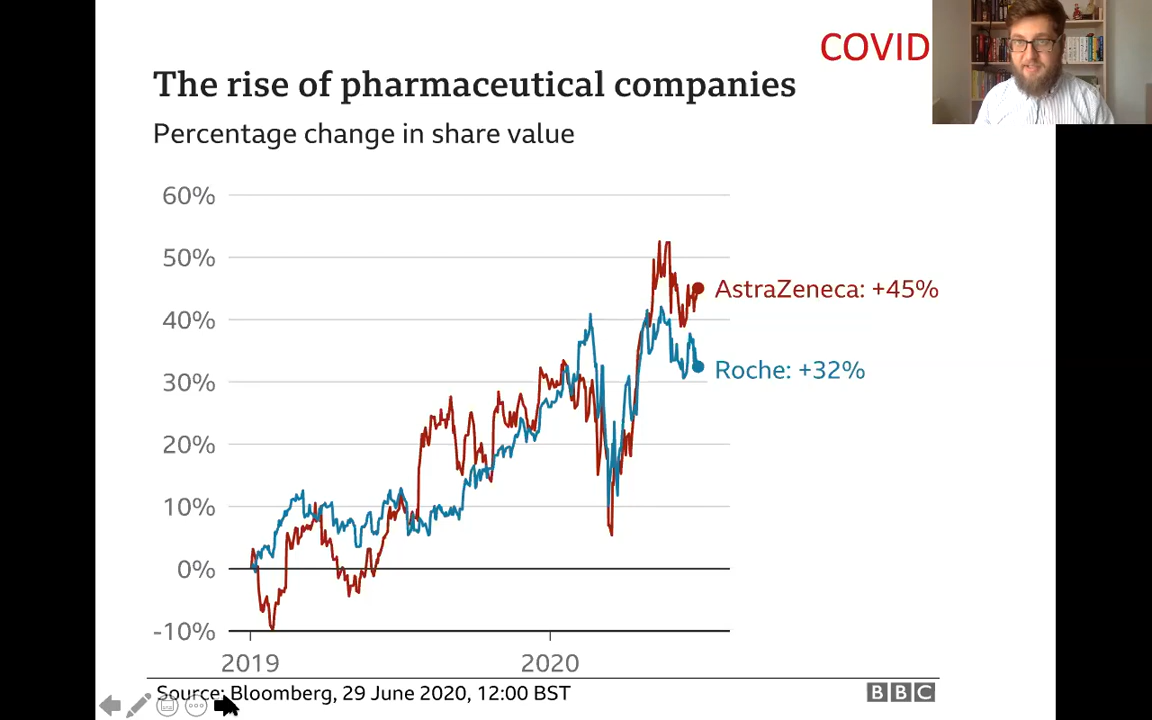 COVID
The rise of pharmaceutical companies
Percentage change in share value
60%
50%
40%
30%
20%
10%
0%
-10%
AstraZeneca: +45%
Roche: +32%
2019
2020
Source: Bloomberg, 29 June 2020, 12:00 BST
BBC